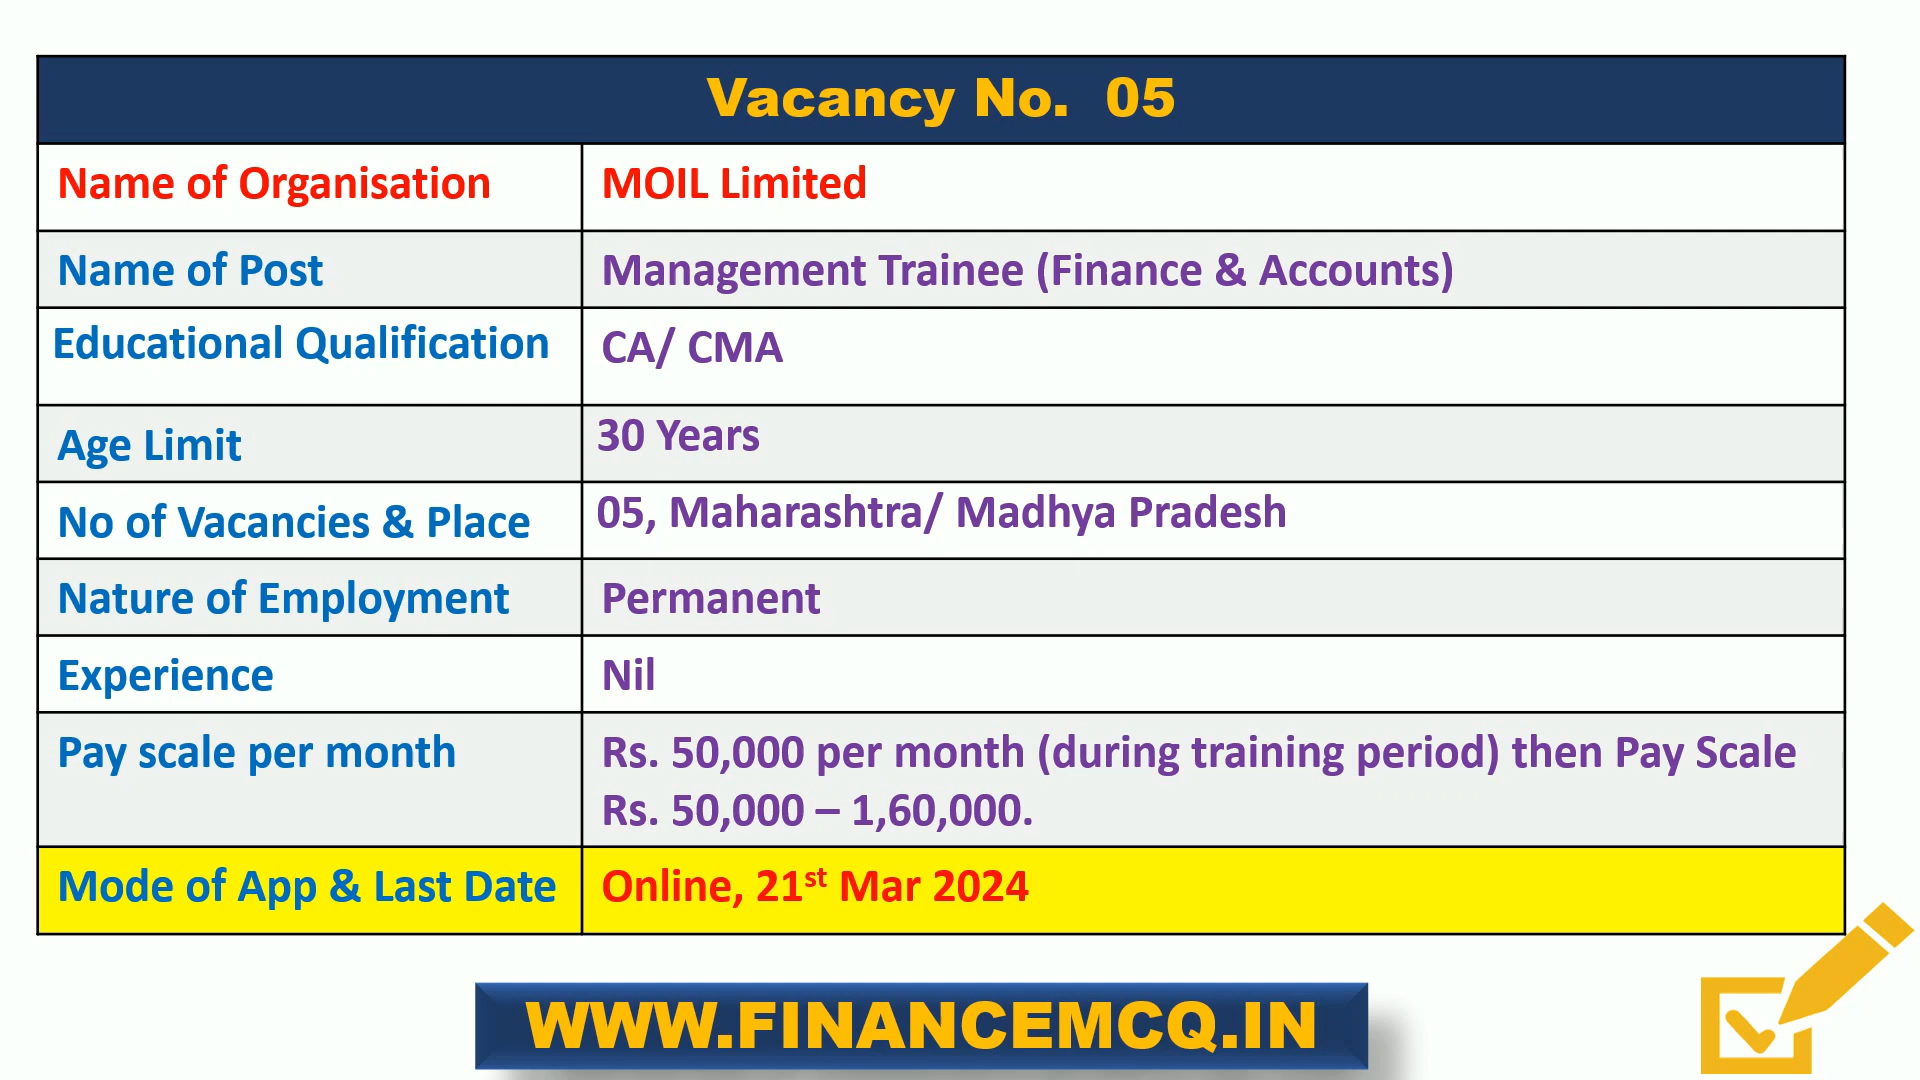 Vacancy No. 05
Name of Organisation MOIL Limited
Name of Post Management Trainee (Finance & Accounts)
Educational Qualification CA/ CMA
Age Limit 30 Years
No of Vacancies & Place 05, Maharashtra/ Madhya Pradesh
Nature of Employment Permanent
Experience Nil
Pay scale per month Rs. 50,000 per month (during training period) then Pay Scale
Rs. 50,000 – 1,60,000.
Mode of App & Last Date Online, 21st Mar 2024
WWW.FINANCEMCQ.IN